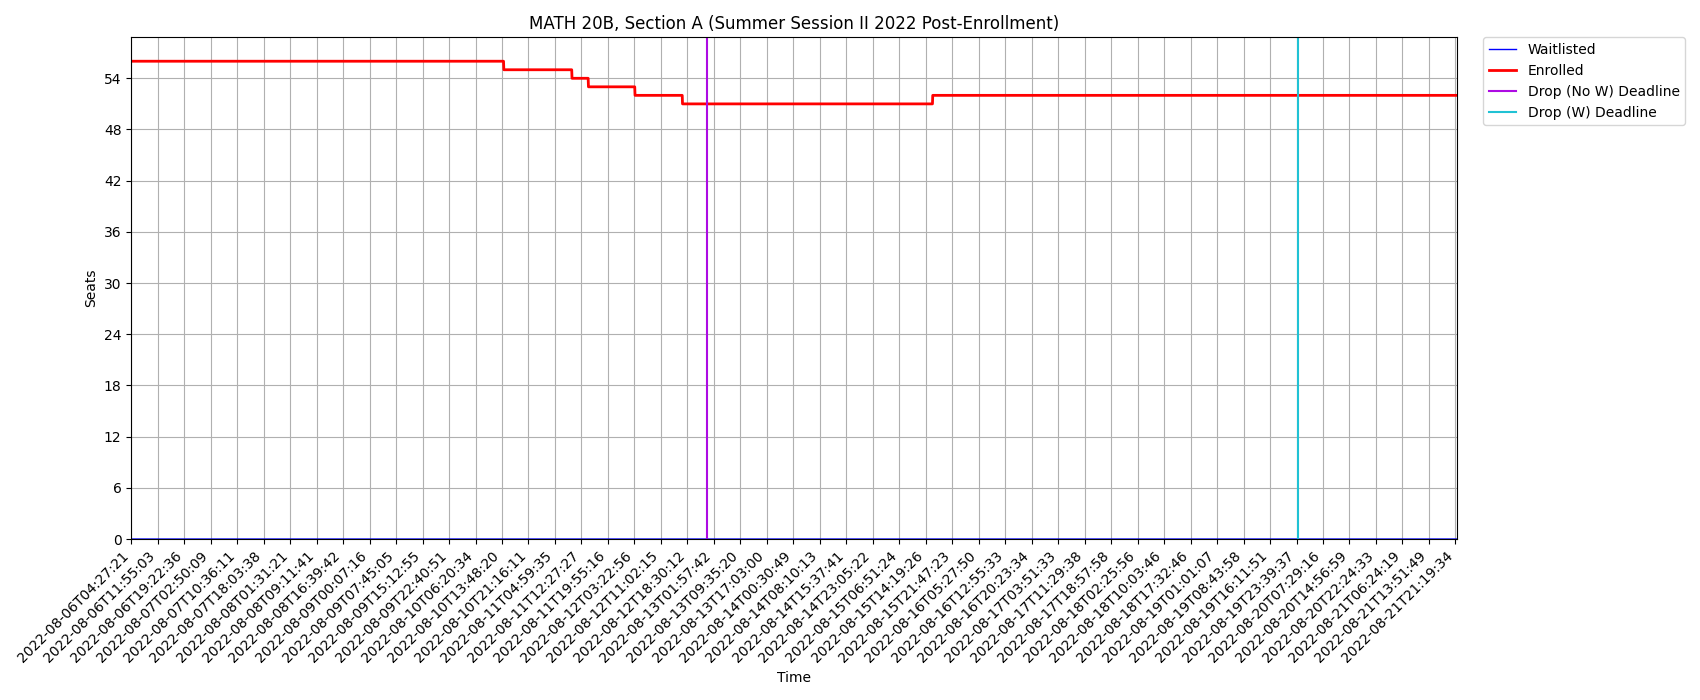 MATH 20B, Section A (Summer Session II 2022 Post-Enrollment)
Waitlisted
Enrolled
Drop (No W) Deadline
Drop (W) Deadline
Seats
54
48
42
36
30
24
18
12
6
0
2022-08-06T04:27:21
2022-08-06T11:55:03
2022-08-06T19:22:36
2022-08-07T02:50:09
2022-08-07T10:36:11
2022-08-07T18:03:38
2022-08-08T01:31:21
2022-08-08T09:11:41
2022-08-08T16:39:42
2022-08-09T00:07:16
2022-08-09T07:45:05
2022-08-09T15:12:55
2022-08-09T22:40:51
2022-08-10T06:20:34
2022-08-10T13:48:20
2022-08-10T21:16:11
2022-08-11T04:59:35
2022-08-11T12:27:27
2022-08-11T19:55:16
2022-08-12T03:22:56
2022-08-12T11:02:15
2022-08-12T18:30:12
2022-08-13T01:57:42
2022-08-13T09:35:20
2022-08-13T17:03:00
2022-08-14T00:30:49
2022-08-14T08:10:13
2022-08-14T15:37:41
2022-08-14T23:05:22
2022-08-15T06:51:24
2022-08-15T14:19:26
2022-08-15T21:47:23
2022-08-16T05:27:50
2022-08-16T12:55:33
2022-08-16T20:23:34
2022-08-17T03:51:33
2022-08-17T11:29:38
2022-08-17T18:57:58
2022-08-18T02:25:56
2022-08-18T10:03:46
2022-08-18T17:32:46
2022-08-19T01:01:07
2022-08-19T08:43:58
2022-08-19T16:11:51
2022-08-19T23:39:37
2022-08-20T07:29:16
2022-08-20T14:56:59
2022-08-20T22:24:33
2022-08-21T06:24:19
2022-08-21T13:51:49
2022-08-21T21:19:34
Time